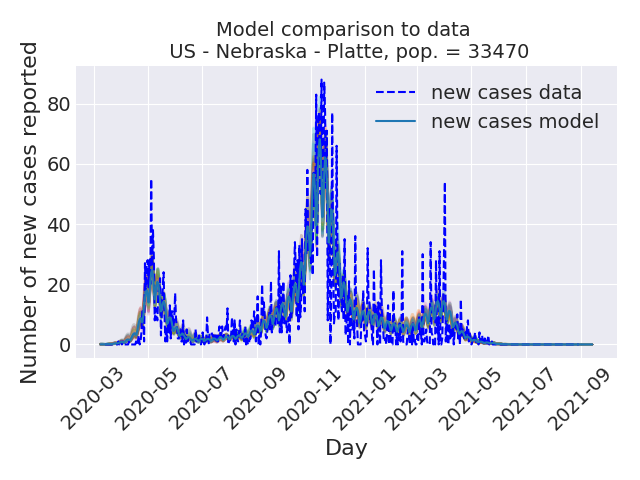 Model comparison to data
US - Nebraska - Platte, pop. = 33470
Number of new cases reported
80
60
40
20
0
new cases data
new cases model
2020-03
2020-05
2020-07
2020-09
2020-11
2021-01
2021-03
2021-05
2021-07
2021-09
Day